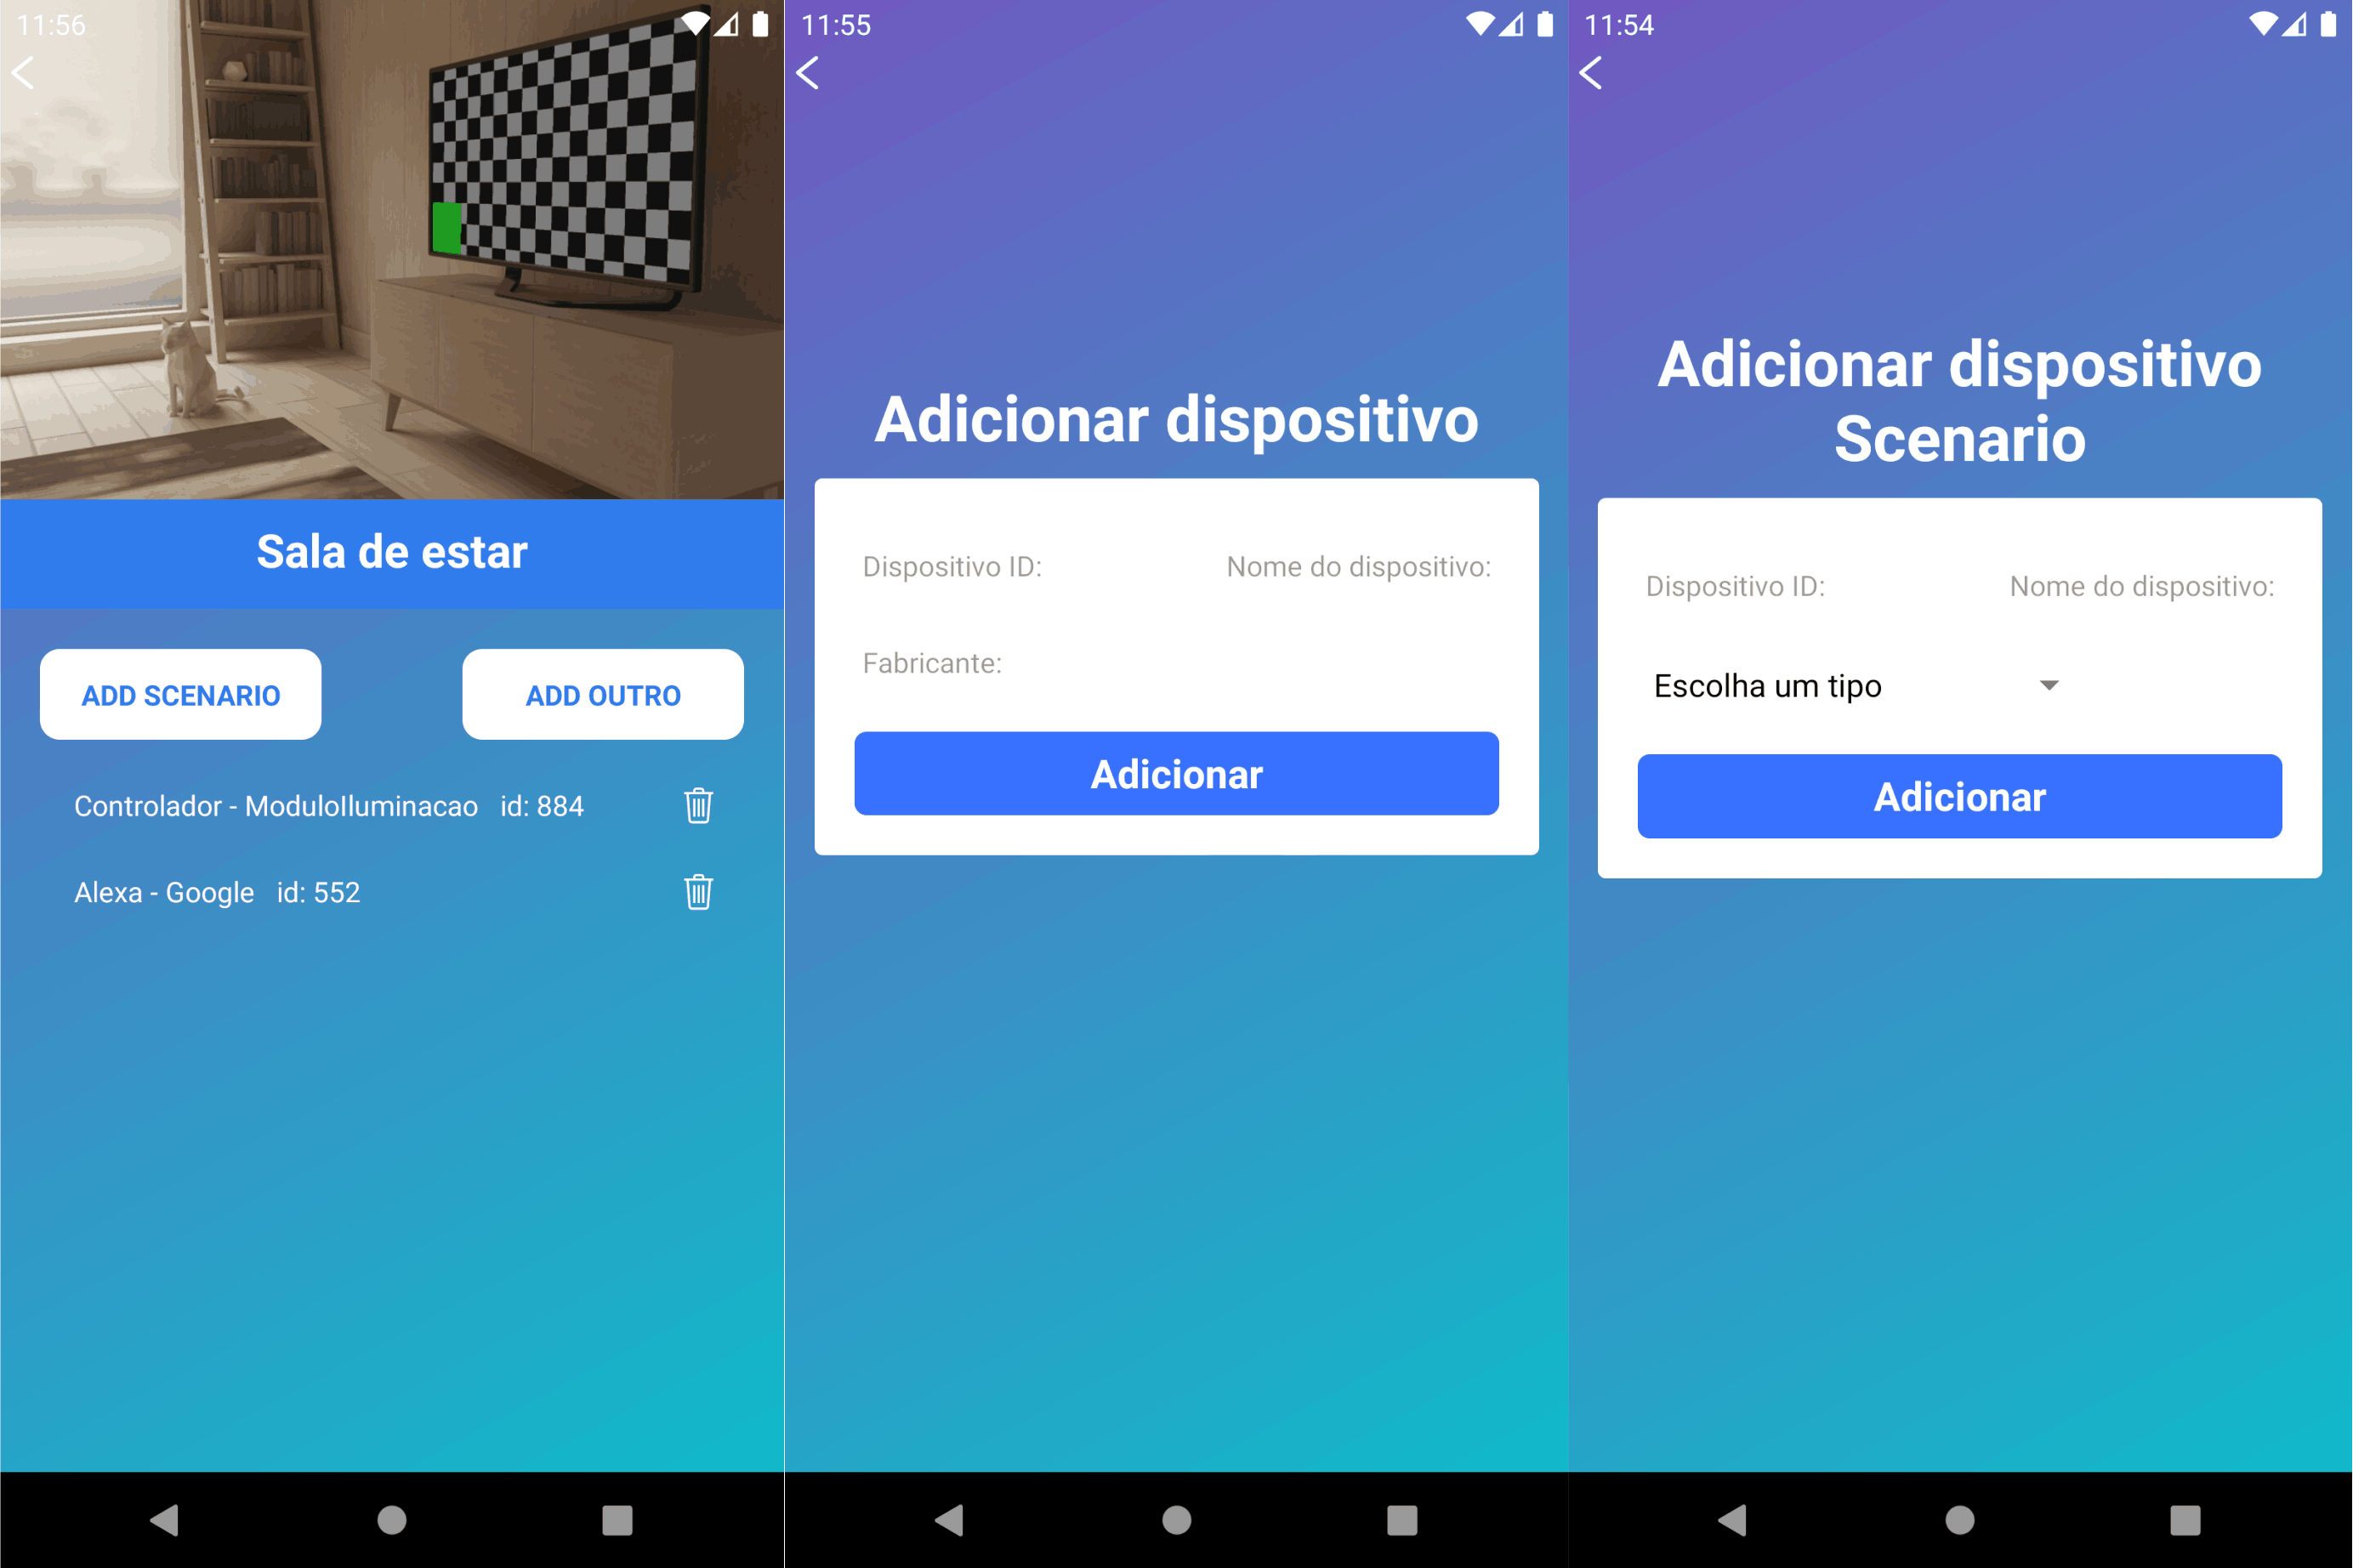 11:56
Sala de estar
ADD SCENARIO ADD OUTRO
Controlador - ModuloIluminacao id: 884
Alexa - Google id: 552
11:55
Adicionar dispositivo
Dispositivo ID: Nome do dispositivo:
Fabricante:
Adicionar
11:54
Adicionar dispositivo
Scenario
Dispositivo ID: Nome do dispositivo:
Escolha um tipo
Adicionar